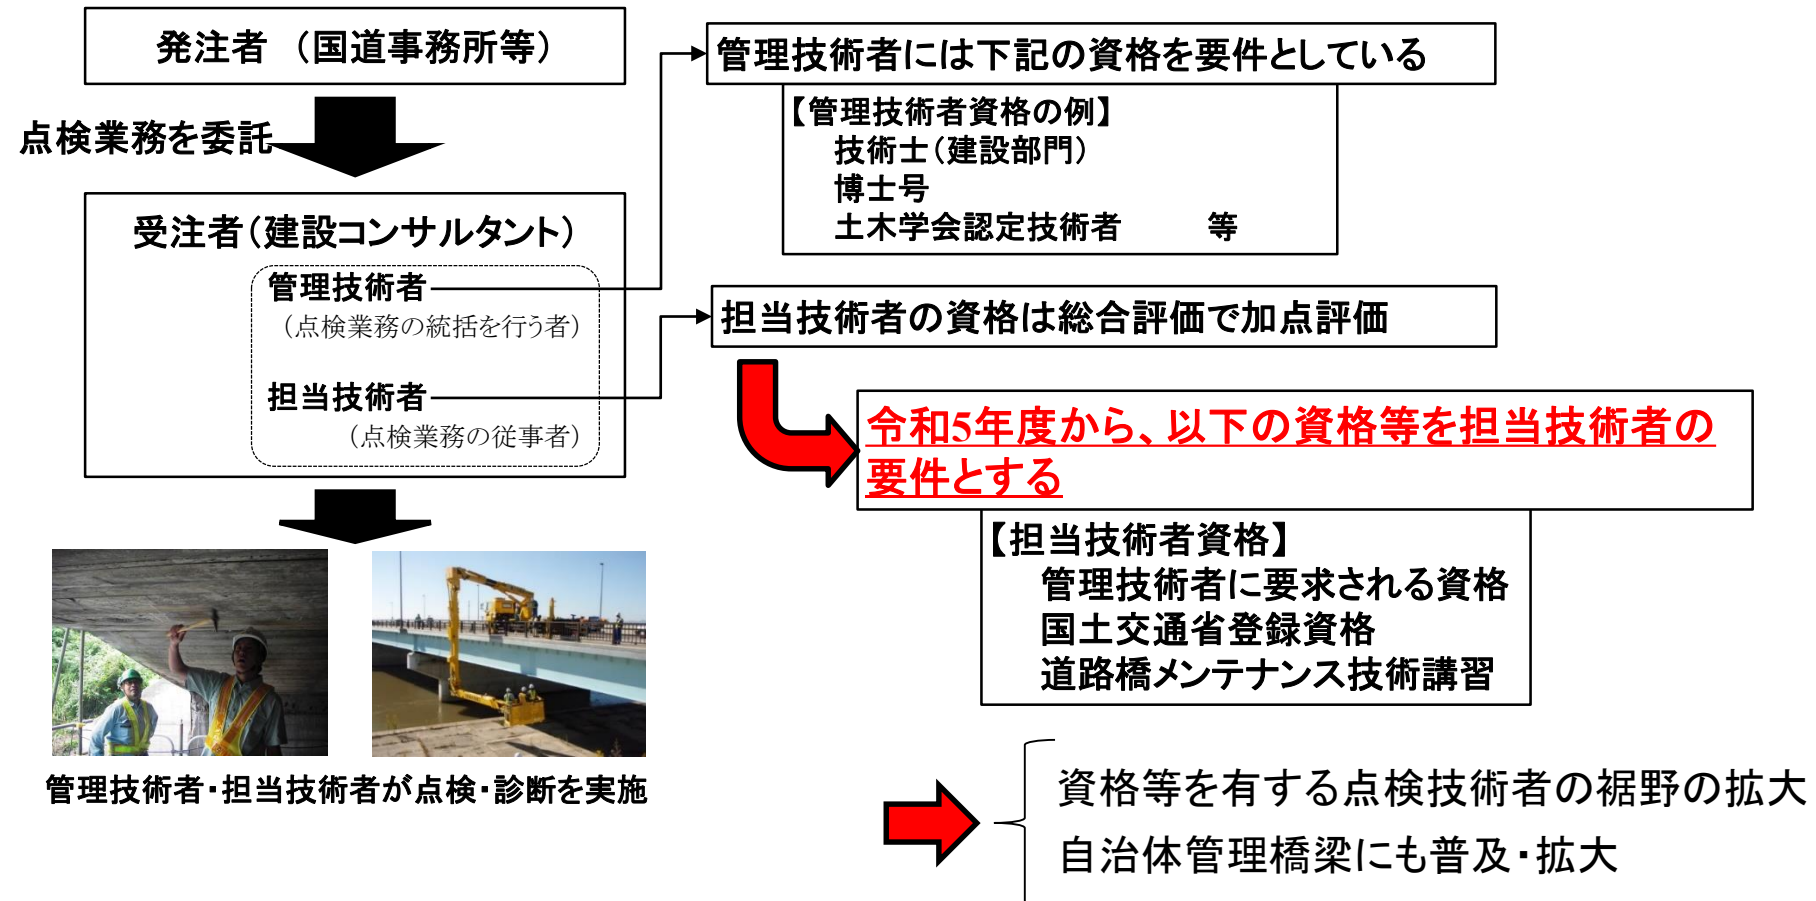 発注者 （国道事務所等）
点検業務を委託
受注者（建設コンサルタント）
管理技術者
（点検業務の統括を行う者）
担当技術者
（点検業務の従事者）
管理技術者・担当技術者が点検・診断を実施
管理技術者には下記の資格を要件としている
【管理技術者資格の例】
技術士（建設部門）
博士号
土木学会認定技術者 等
担当技術者の資格は総合評価で加点評価
令和5年度から、以下の資格等を担当技術者の
要件とする
【担当技術者資格】
管理技術者に要求される資格
国土交通省登録資格
道路橋メンテナンス技術講習
資格等を有する点検技術者の裾野の拡大
自治体管理橋梁にも普及・拡大